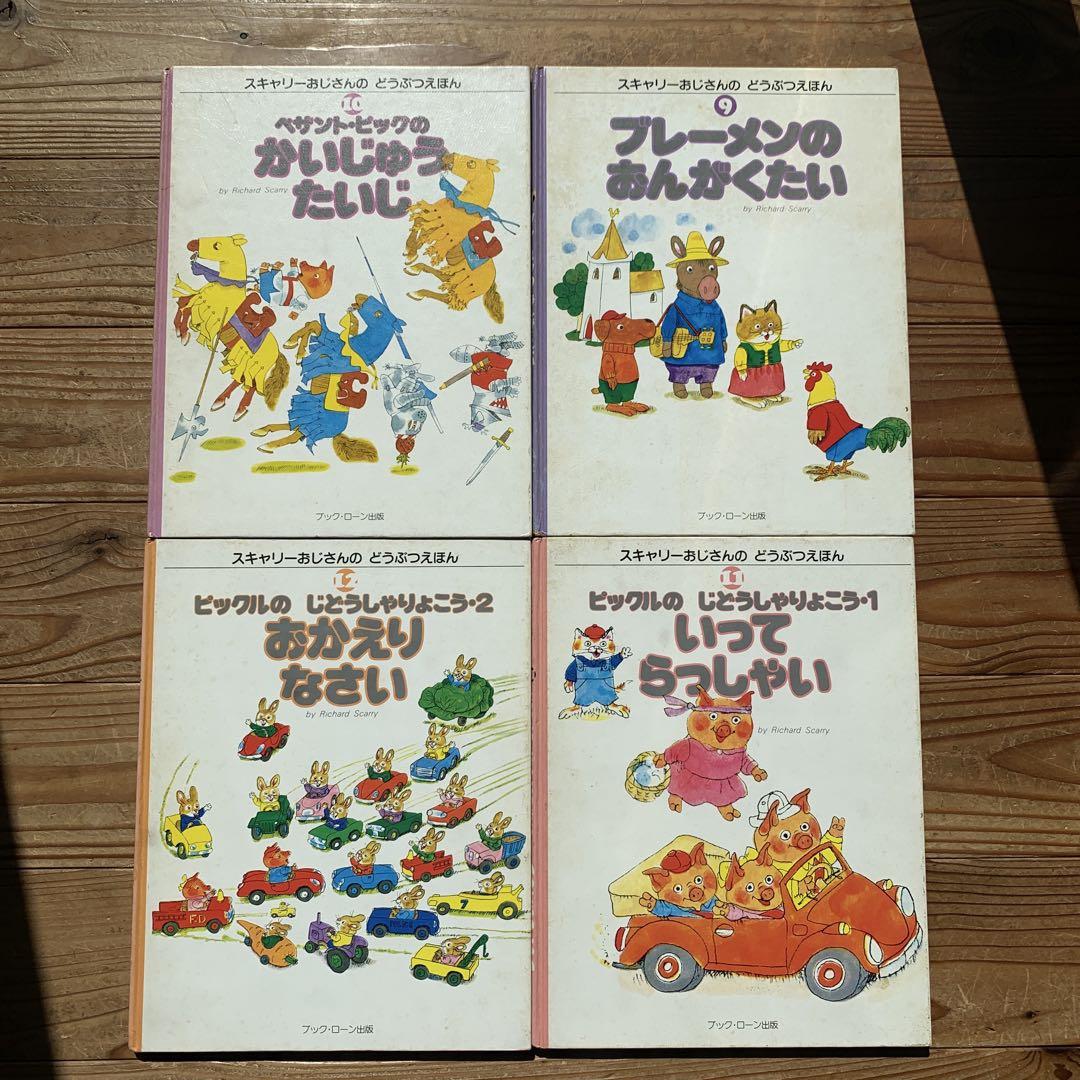 スキャリーおじさんの どうぶつえほん
10
ペザント・ピッグの
かいじゅう
たいじ
by Richard Scarry
ブック・ローン出版
スキャリーおじさんの どうぶつえほん
9
ブレーメンの
おんがくたい
by Richard Scarry
ブック・ローン出版
スキャリーおじさんの どうぶつえほん
12
ピックルの じどうしゃりょこう・2
おかえり
なさい
by Richard Scarry
F.D
7
ブック・ローン出版
スキャリーおじさんの どうぶつえほん
11
ピックルの じどうしゃりょこう・1
いって
らっしゃい
by Richard Scarry
ブック・ローン出版